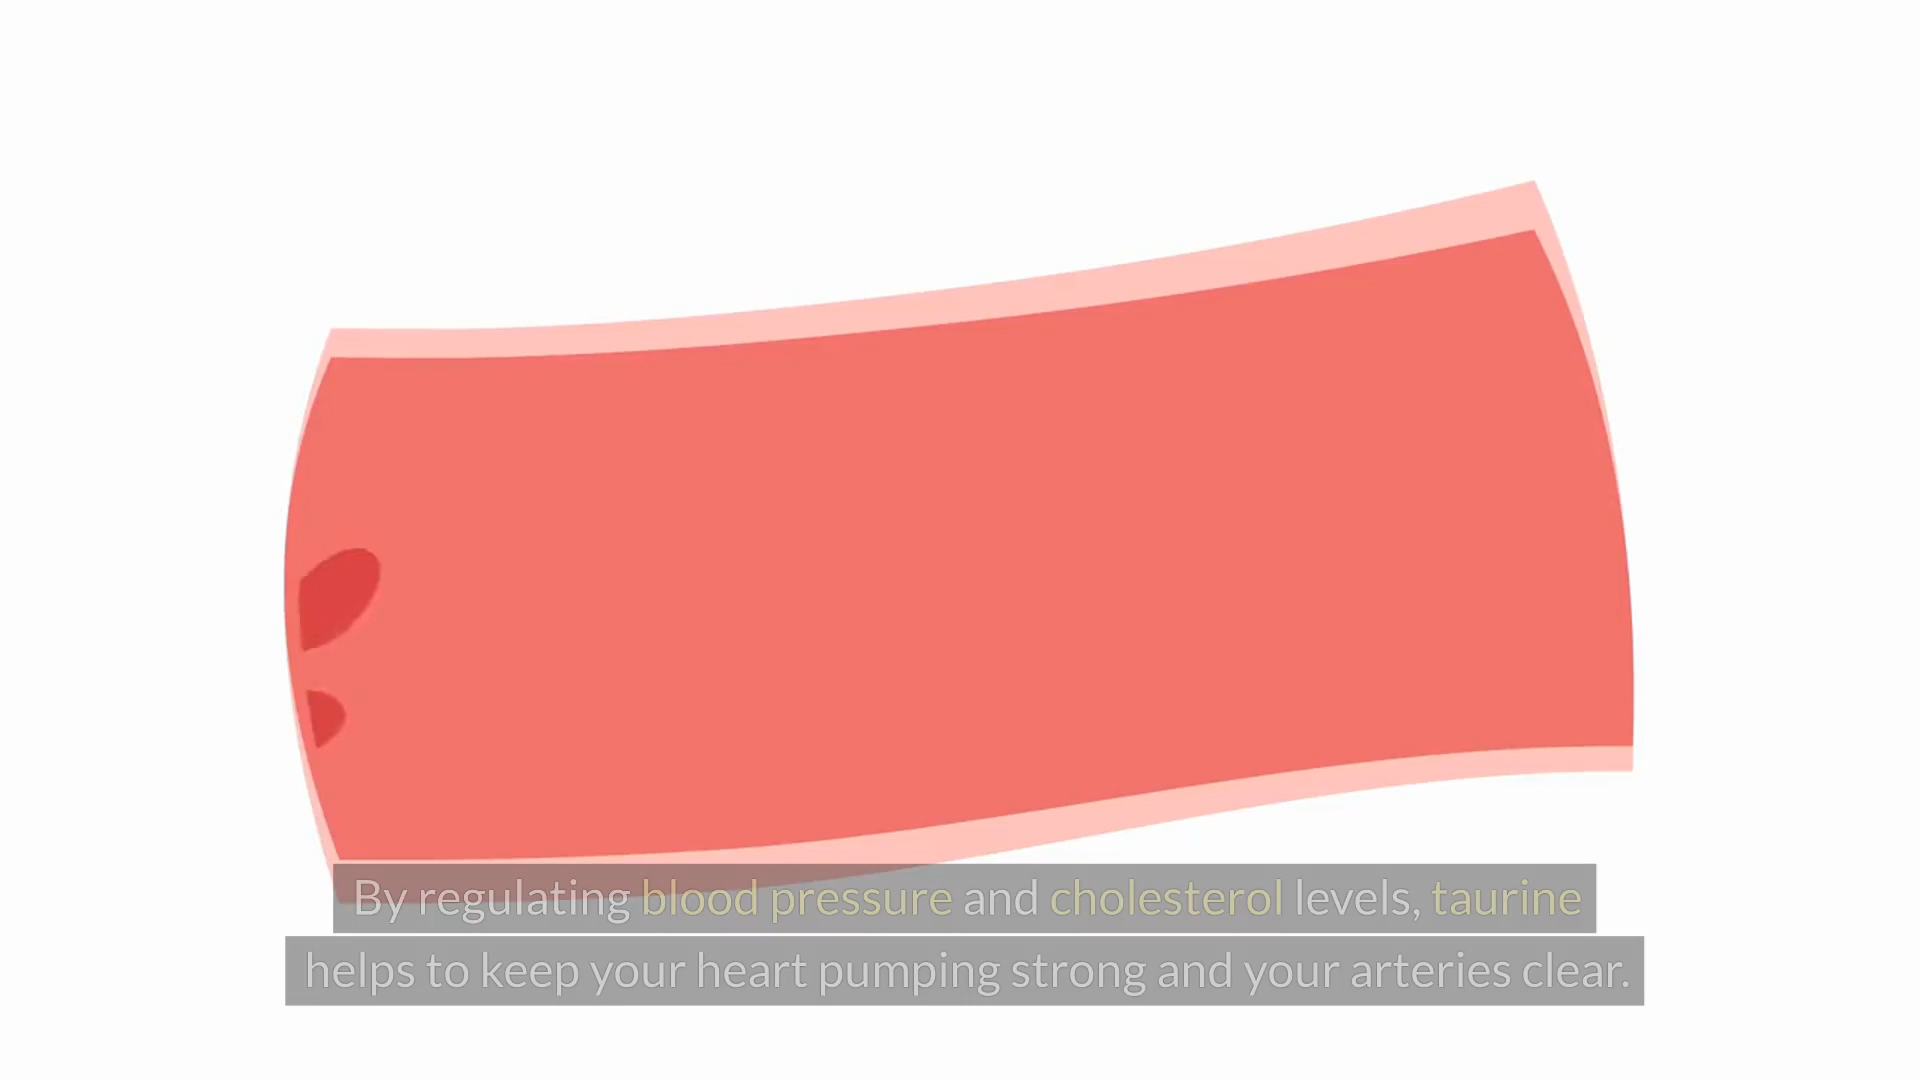 By regulating blood pressure and cholesterol levels, taurine
helps to keep your heart pumping strong and your arteries clear.